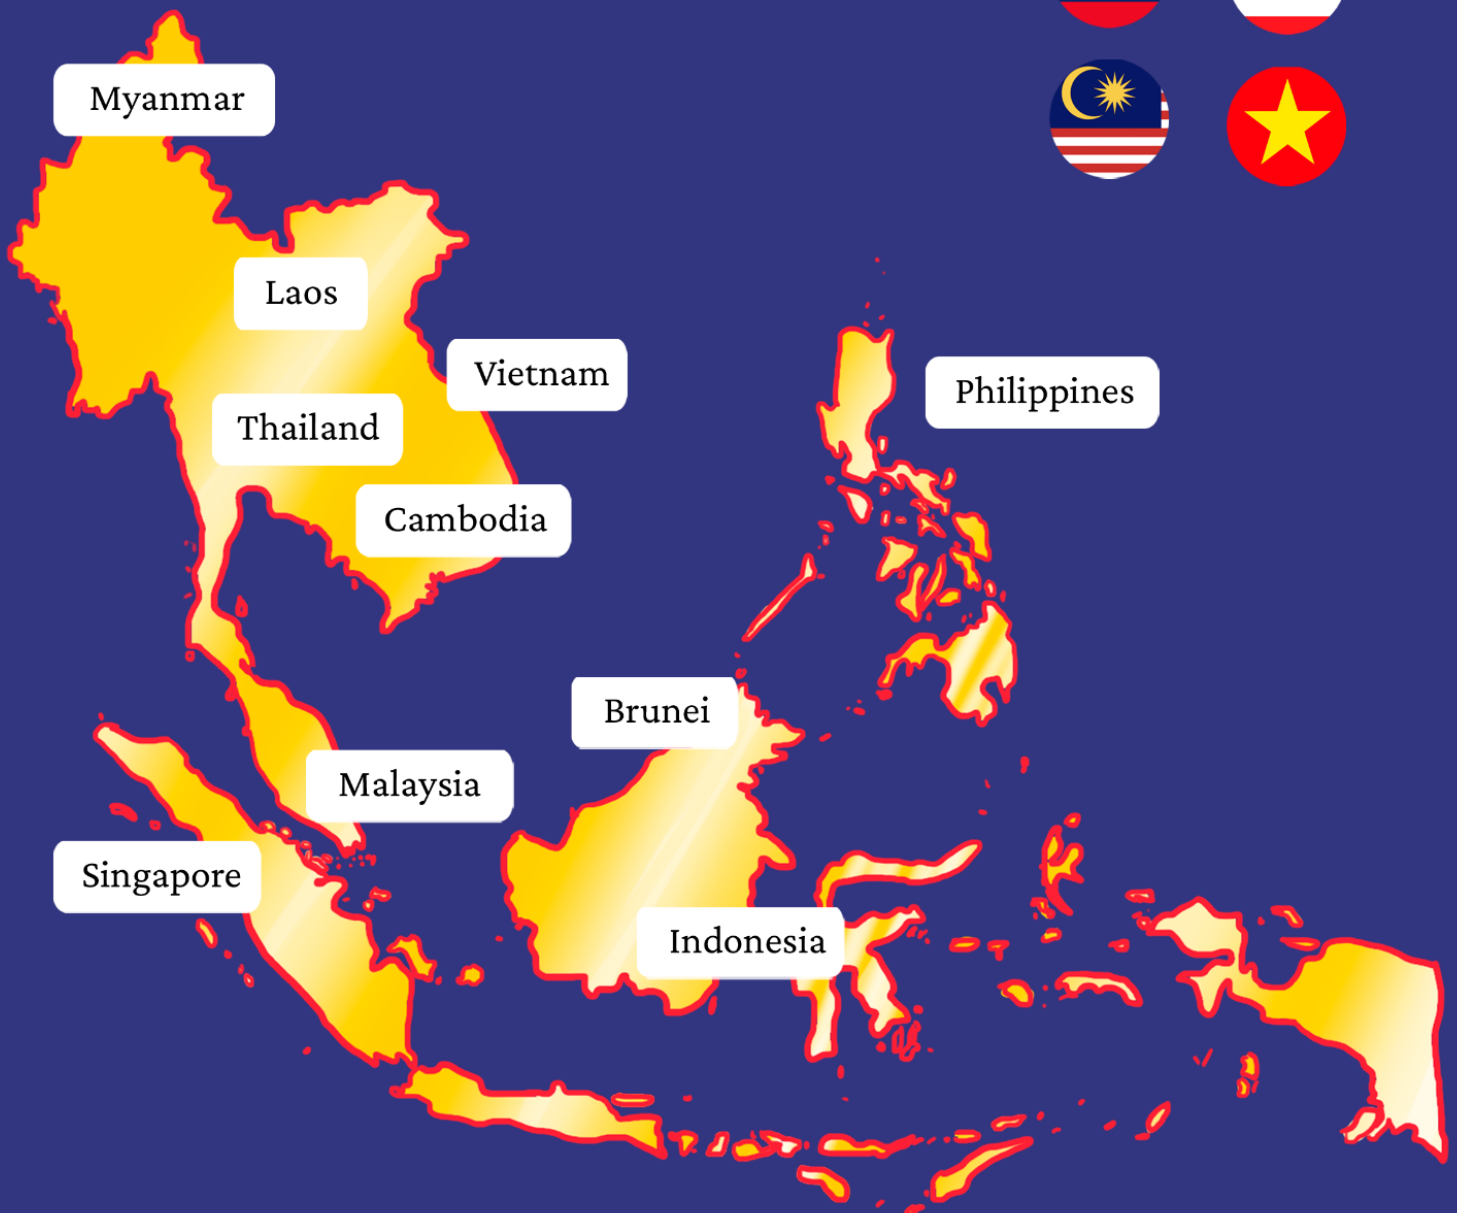 Myanmar
Laos
Vietnam
Philippines
Thailand
Cambodia
Brunei
Malaysia
Singapore
Indonesia